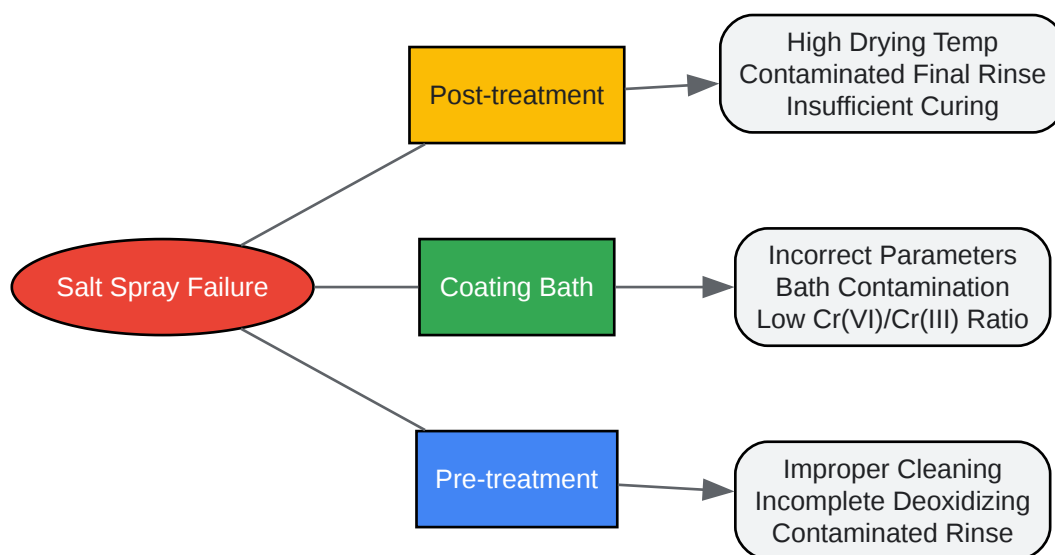 Post-treatment
High Drying Temp
Contaminated Final Rinse
Insufficient Curing
Salt Spray Failure
Coating Bath
Incorrect Parameters
Bath Contamination
Low Cr(VI)/Cr(III) Ratio
Pre-treatment
Improper Cleaning
Incomplete Deoxidizing
Contaminated Rinse